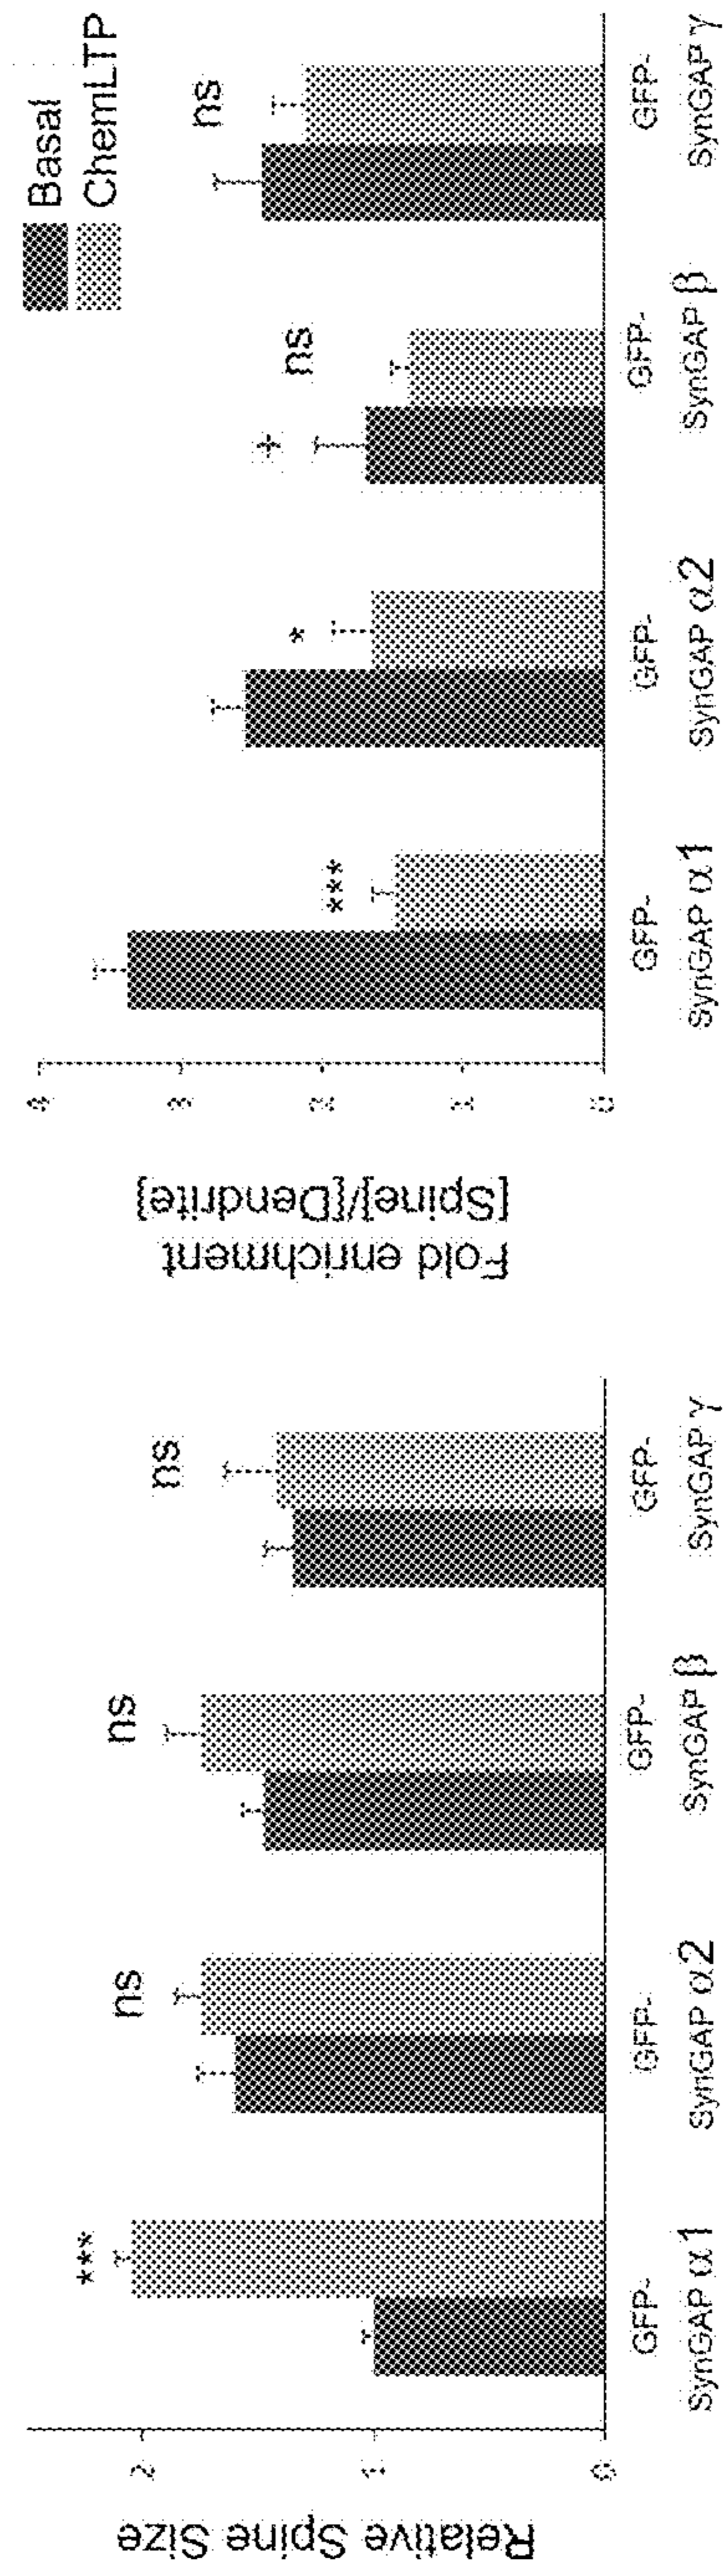 Relative Spine Size
2
1
0
***
ns
ns
ns
GFP-
SynGAP α1
GFP-
SynGAP α2
GFP-
SynGAP β
GFP-
SynGAP γ
Fold enrichment
[Spine]/[Dendrite]
4
3
2
1
0
***
*
+
ns
ns
Basal
ChemLTP
GFP-
SynGAP α1
GFP-
SynGAP α2
GFP-
SynGAP β
GFP-
SynGAP γ